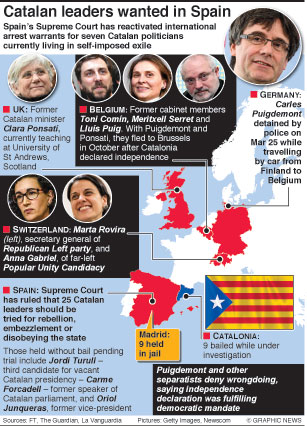 Catalan leaders wanted in Spain
Spain's Supreme Court has reactivated international
arrest warrants for seven Catalan politicians
currently living in self-imposed exile
UK: Former
Catalan minister
Clara Ponsatí,
currently teaching
at University of
St Andrews,
Scotland
BELGIUM: Former cabinet members
Toni Comín, Meritxell Serret and
Lluís Puig. With Puigdemont and
Ponsatí, they fled to Brussels
in October after Catalonia
declared independence
GERMANY:
Carles
Puigdemont
detained by
police on
Mar 25 while
travelling
by car from
Finland to
Belgium
SWITZERLAND: Marta Rovira
(left), secretary general of
Republican Left party, and
Anna Gabriel, of far-left
Popular Unity Candidacy
SPAIN: Supreme Court
has ruled that 25 Catalan
leaders should be
tried for rebellion,
embezzlement or
disobeying the state
Those held without bail pending
trial include Jordi Turull –
third candidate for vacant
Catalan presidency – Carme
Forcadell – former speaker of
Catalan parliament, and Oriol
Junqueras, former vice-president
Madrid:
9 held
in jail
CATALONIA:
9 bailed while under
investigation
Puigdemont and
other separatists
deny wrongdoing,
saying independence
declaration was fulfilling
democratic mandate
Sources: FT, The Guardian, La Vanguardia
Pictures: Getty Images, Newscom
© GRAPHIC NEWS